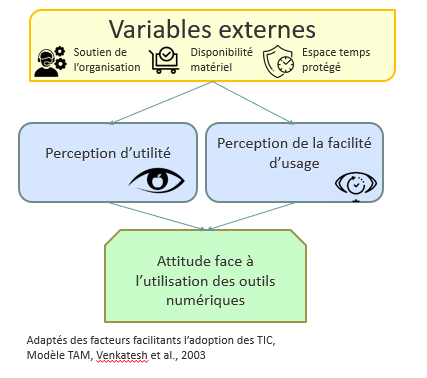 Variables externes
Soutien de
l'organisation
Disponibilité
matériel
Espace temps
protégé
Perception d'utilité
Perception de la facilité
d'usage
Attitude face à
l'utilisation des outils
numériques
Adaptés des facteurs facilitants l'adoption des TIC,
Modèle TAM, Venkatesh et al., 2003